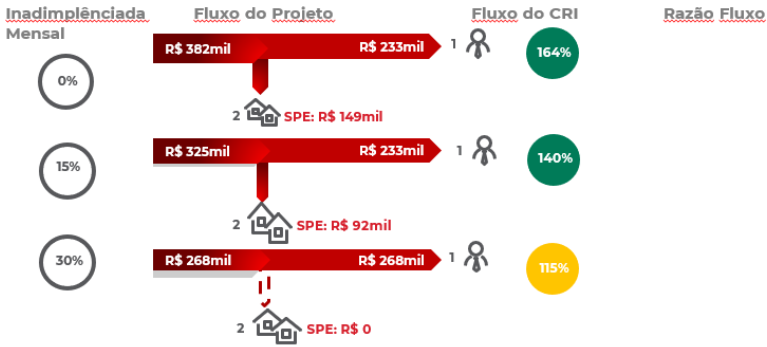 Inadimplênciada Mensal
Fluxo do Projeto
Fluxo do CRI
Razão Fluxo
0%
R$ 382mil
R$ 233mil
1
164%
2
SPE: R$ 149mil
15%
R$ 325mil
R$ 233mil
1
140%
2
SPE: R$ 92mil
30%
R$ 268mil
R$ 268mil
1
115%
2
SPE: R$ 0